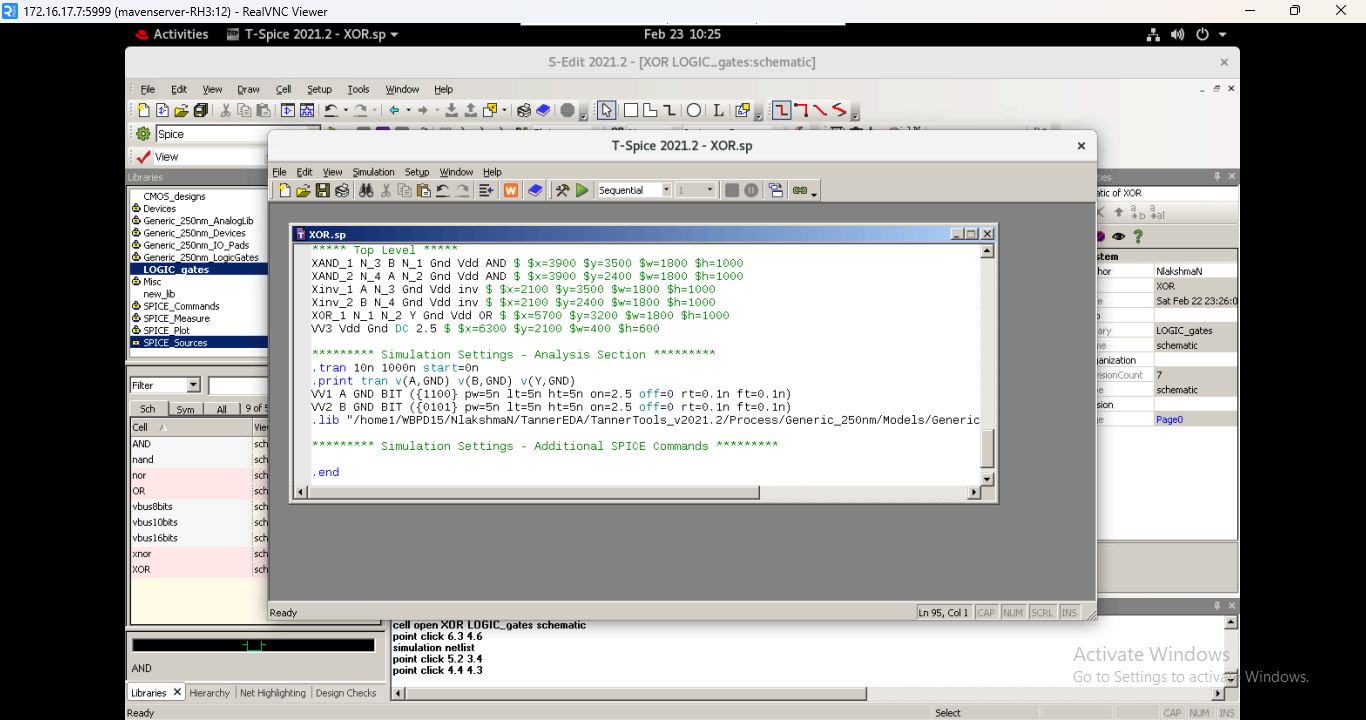 172.16.17.7:5999 (mavenserver-RH3:12) - RealVNC Viewer
Activities T-Spice 2021.2 - XOR.sp Feb 23 10:25
S-Edit 2021.2 - [XOR LOGIC_gates:schematic]
File Edit View Draw Cell Setup Tools Window Help
Spice
View
Libraries
CMOS_designs
Devices
Generic_250nm_AnalogLib
Generic_250nm_Devices
Generic_250nm_IO_Pads
Generic_250nm_LogicGates
LOGIC_gates
Misc
new_lib
SPICE_Commands
SPICE_Measure
SPICE_Plot
SPICE_Sources
Filter
Sch Sym All 9 of 5
Cell Vie
AND sch
nand sch
nor sch
OR sch
vbus8bits sch
vbus10bits sch
vbus16bits sch
xnor sch
XOR sch
AND
Libraries Hierarchy Net Highlighting Design Checks
T-Spice 2021.2 - XOR.sp
File Edit View Simulation Setup Window Help
Sequential 1
XOR.sp
***** Top Level *****
XAND_1 N_3 B N_1 Gnd Vdd AND $ $x=3900 $y=3500 $w=1800 $h=1000
XAND_2 N_4 A N_2 Gnd Vdd AND $ $x=3900 $y=2400 $w=1800 $h=1000
Xinv_1 A N_3 Gnd Vdd inv $ $x=2100 $y=3500 $w=1800 $h=1000
Xinv_2 B N_4 Gnd Vdd inv $ $x=2100 $y=2400 $w=1800 $h=1000
XOR_1 N_1 N_2 Y Gnd Vdd OR $ $x=5700 $y=3200 $w=1800 $h=1000
VV3 Vdd Gnd DC 2.5 $ $x=6300 $y=2100 $w=400 $h=600
********* Simulation Settings - Analysis Section *********
.tran 10n 1000n start=0n
.print tran v(A,GND) v(B,GND) v(Y,GND)
VV1 A GND BIT ({1100} pw=5n lt=5n ht=5n on=2.5 off=0 rt=0.1n ft=0.1n)
VV2 B GND BIT ({0101} pw=5n lt=5n ht=5n on=2.5 off=0 rt=0.1n ft=0.1n)
.lib "/home1/WBPD15/NlakshmaN/TannerEDA/TannerTools_v2021.2/Process/Generic_250nm/Models/Generic
********* Simulation Settings - Additional SPICE Commands *********
.end
Ready Ln 95, Col 1 CAP NUM SCRL INS
ties
atic of XOR
stem
hor NlakshmaN
XOR
e Sat Feb 22 23:26:0
ary LOGIC_gates
ne schematic
ganization
visionCount 7
schematic
sion
e Page0
cell open XOR LOGIC_gates schematic
point click 6.3 4.6
simulation netlist
point click 5.2 3.4
point click 4.4 4.3
Activate Windows
Go to Settings to activate Windows.
Ready Select CAP NUM INS